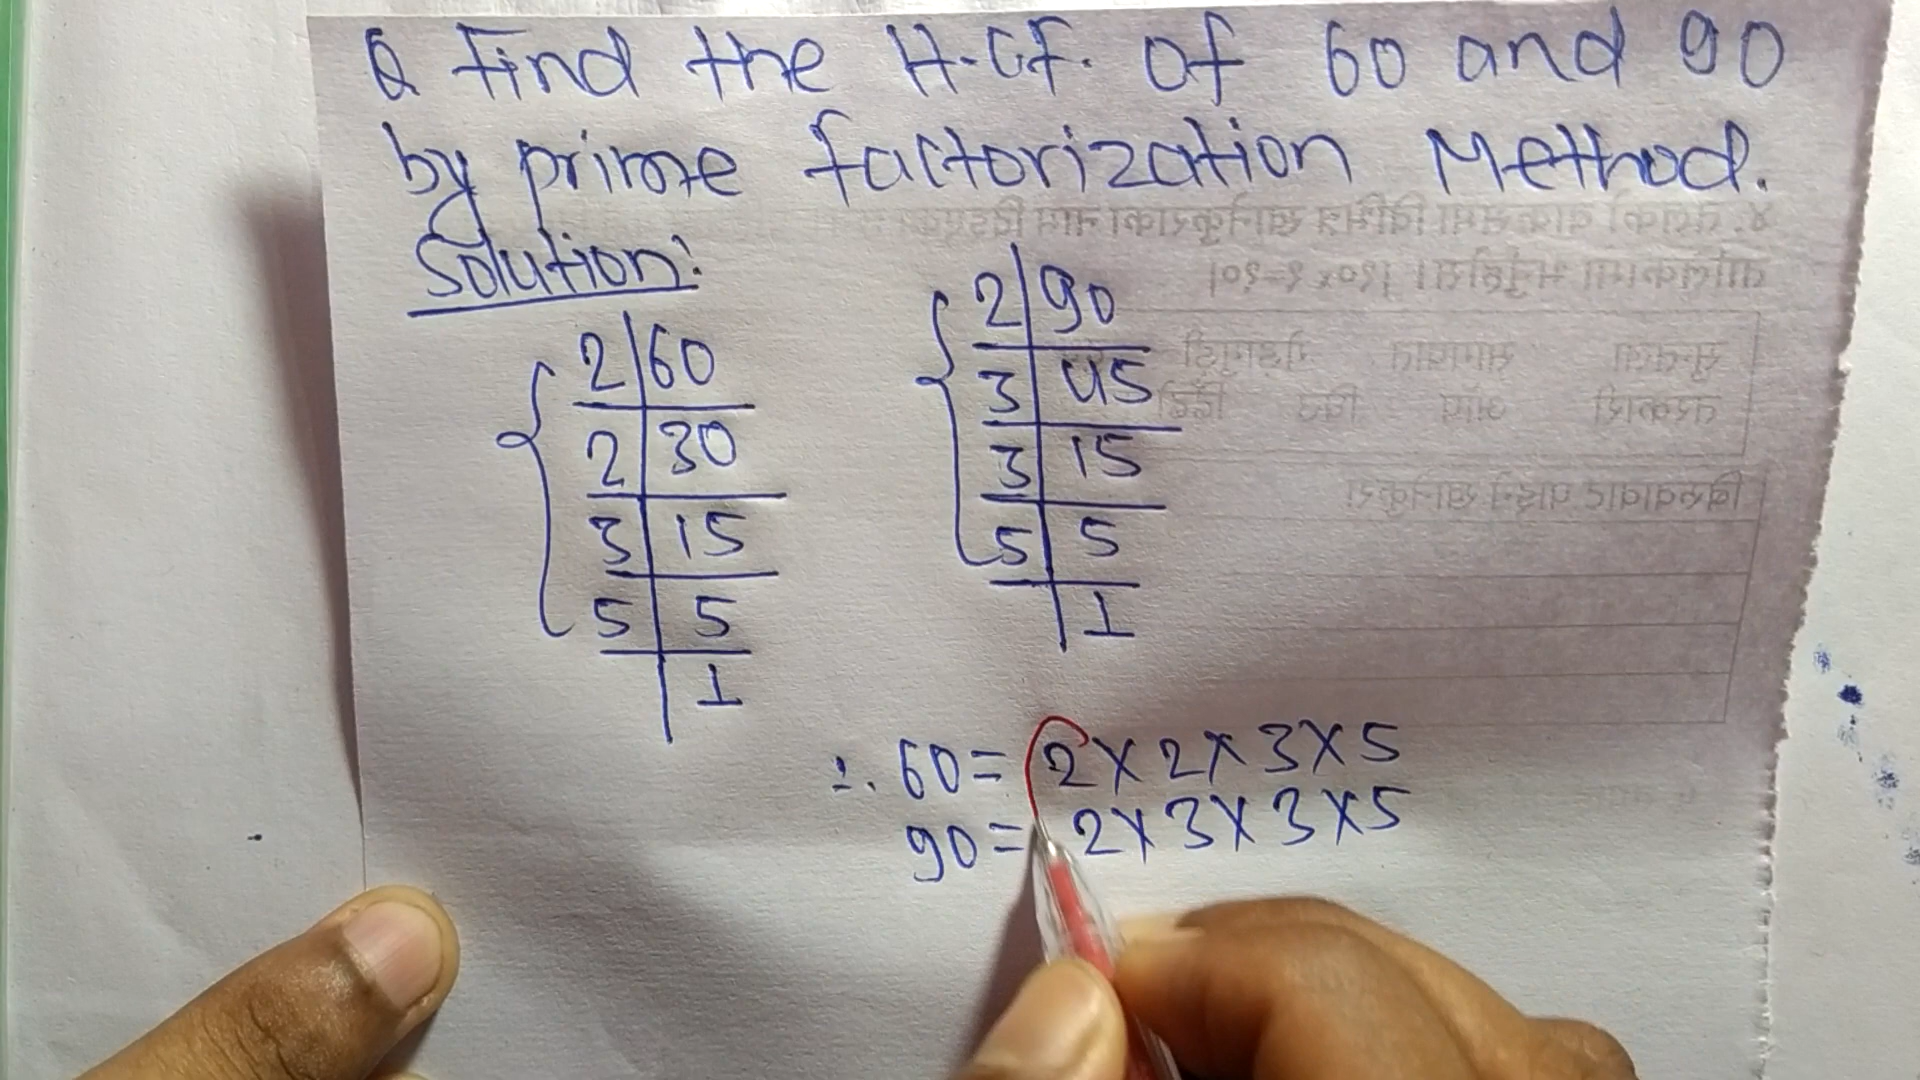 Q Find the H.C.F. of 60 and 90
by prime factorization Method.
Solution:
2 60
2 30
3 15
5 5
1
2 90
3 45
3 15
5 5
1
∴ 60 = 2 × 2 × 3 × 5
90 = 2 × 3 × 3 × 5